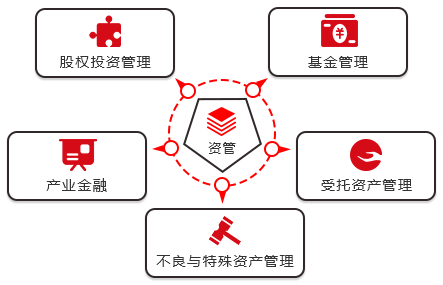 股权投资管理
基金管理
资管
产业金融
受托资产管理
不良与特殊资产管理